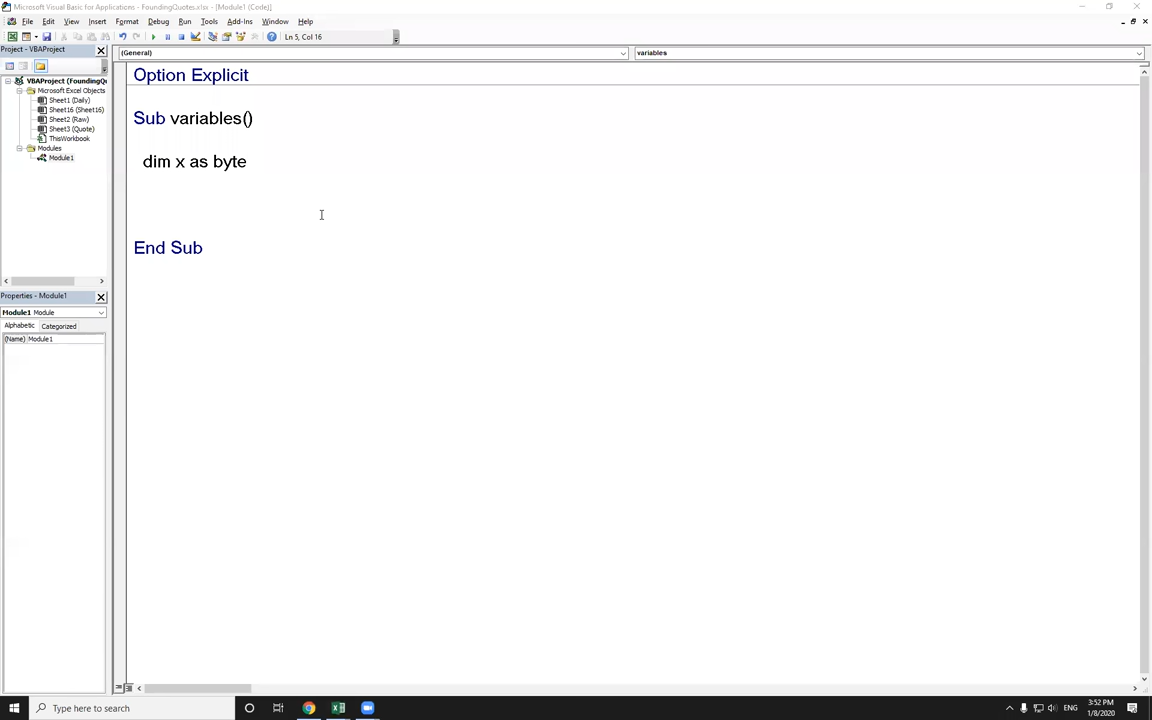 Microsoft Visual Basic for Applications - FoundingQuotes.xlsx - [Module1 (Code)]
File Edit View Insert Format Debug Run Tools Add-Ins Window Help
Ln 5, Col 16
Project - VBAProject
(General)
variables
VBAProject (FoundingQu
Microsoft Excel Objects
Sheet1 (Daily)
Sheet16 (Sheet16)
Sheet2 (Raw)
Sheet3 (Quote)
ThisWorkbook
Modules
Module1
Option Explicit
Sub variables()
dim x as byte
End Sub
Properties - Module1
Module1 Module
Alphabetic Categorized
(Name) Module1
Type here to search
ENG
3:52 PM
1/8/2020